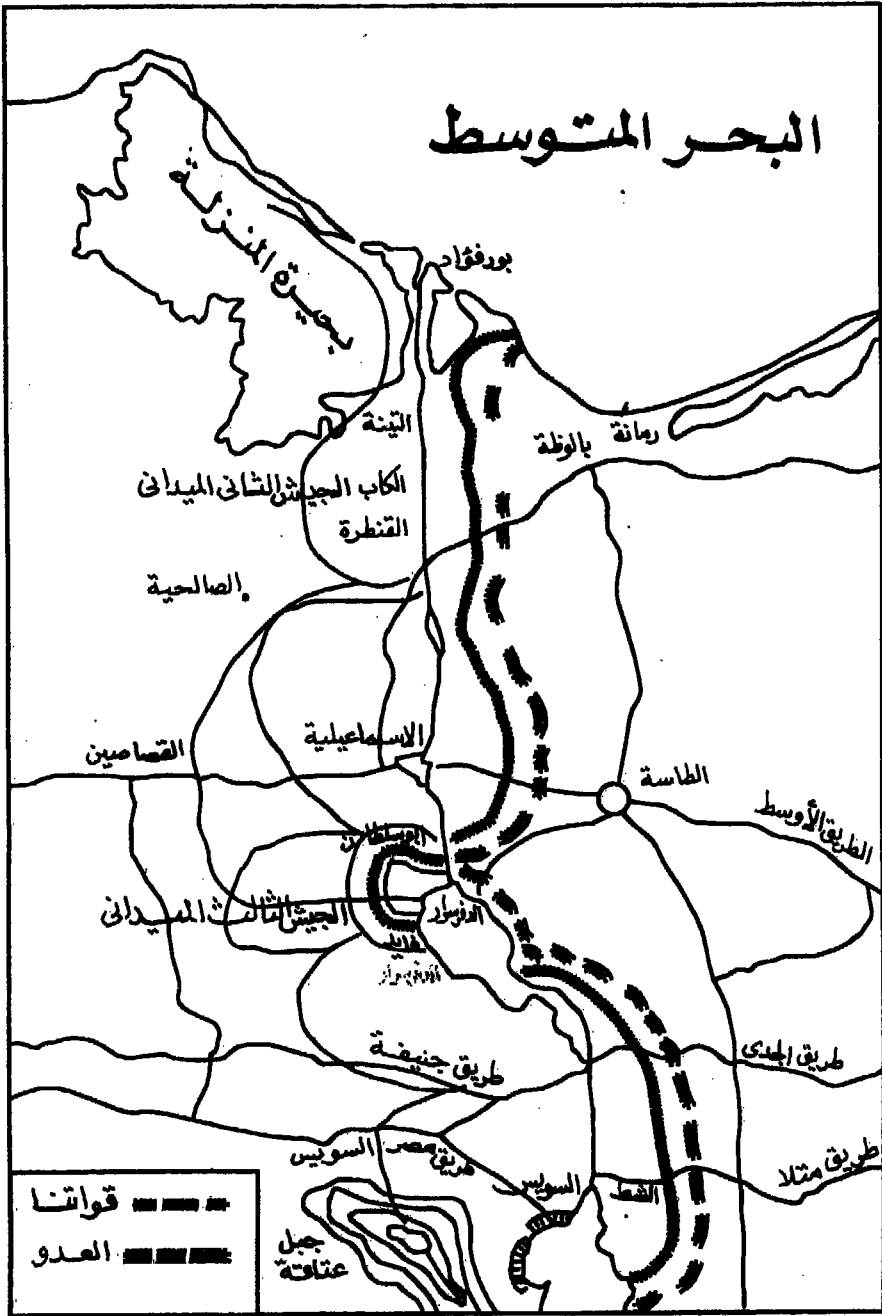 البحر المتوسط
بحيرة المنزلة
بورفؤاد
التينة
رمانة
بالوظة
الكاب الجيش الثانى الميدانى
القنطرة
الصالحية
الاسماعيلية
القصاصين
الطاسة
الطريق الأوسط
ابوسلطان
الجيش الثالث الميدانى
الدفرسوار
فايد
طريق الجدى
طريق جنيفة
طريق مصر السويس
السويس
الشط
طريق متلا
جبل
عتاقة
قواتنا
العدو